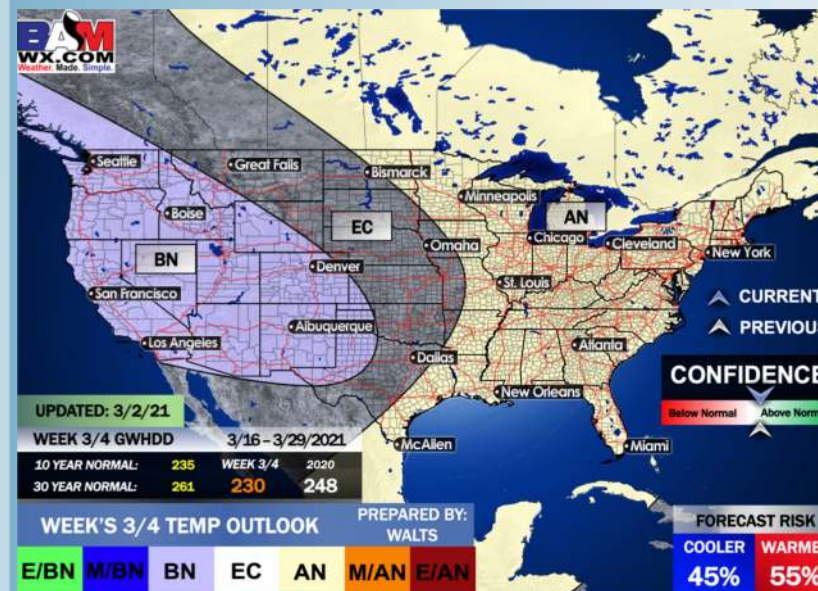 BAM
WX.COM
Weather. Made. Simple.
Seattle
Great Falls
Bismarck
Minneapolis
Boise
EC
AN
BN
Omaha
Chicago
Cleveland
New York
Denver
St. Louis
San Francisco
Albuquerque
Los Angeles
Atlanta
Dallas
New Orleans
McAllen
Miami
CURRENT
PREVIOUS
CONFIDENCE
Below Normal
Above Norm
UPDATED: 3/2/21
WEEK 3/4 GWHDD 3/16 – 3/29/2021
10 YEAR NORMAL: 235 WEEK 3/4 2020
30 YEAR NORMAL: 261 230 248
WEEK'S 3/4 TEMP OUTLOOK
PREPARED BY:
WALTS
E/BN M/BN BN EC AN M/AN E/AN
FORECAST RISK
COOLER WARME
45% 55%